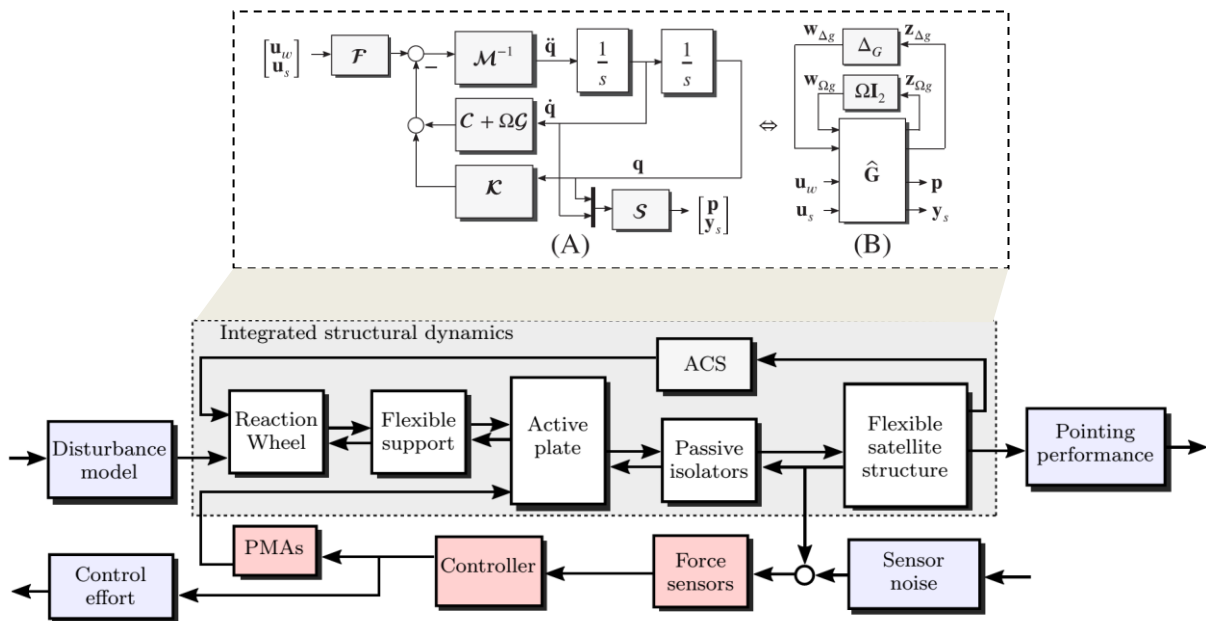 [u_w
u_s]
𝓕
−
𝓜⁻¹
q̈
1
s
1
s
q̇
𝓒 + Ω𝓖
𝓚
q
𝓢
[p
y_s]
(A)
⇔
w_Δg
Δ_G
z_Δg
w_Ωg
ΩI₂
z_Ωg
Ĝ
u_w
u_s
p
y_s
(B)
Integrated structural dynamics
ACS
Reaction
Wheel
Flexible
support
Active
plate
Passive
isolators
Flexible
satellite
structure
Disturbance
model
Pointing
performance
PMAs
Controller
Force
sensors
Sensor
noise
Control
effort